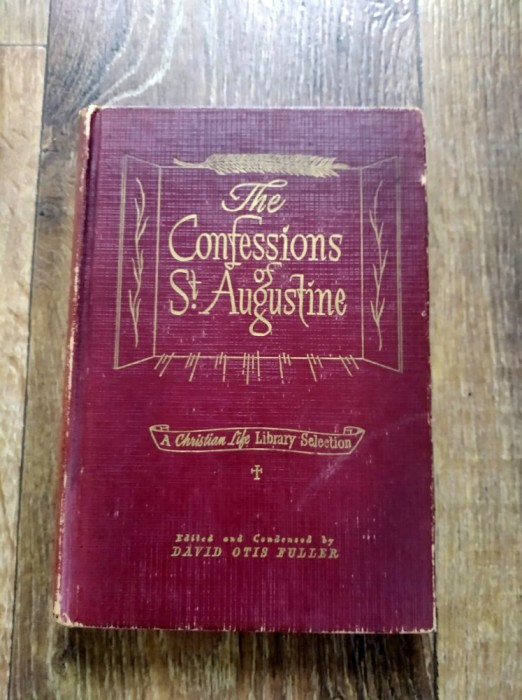 The
Confessions
of
St. Augustine
A Christian Life Library Selection
Edited and Condensed by
DAVID OTIS FULLER